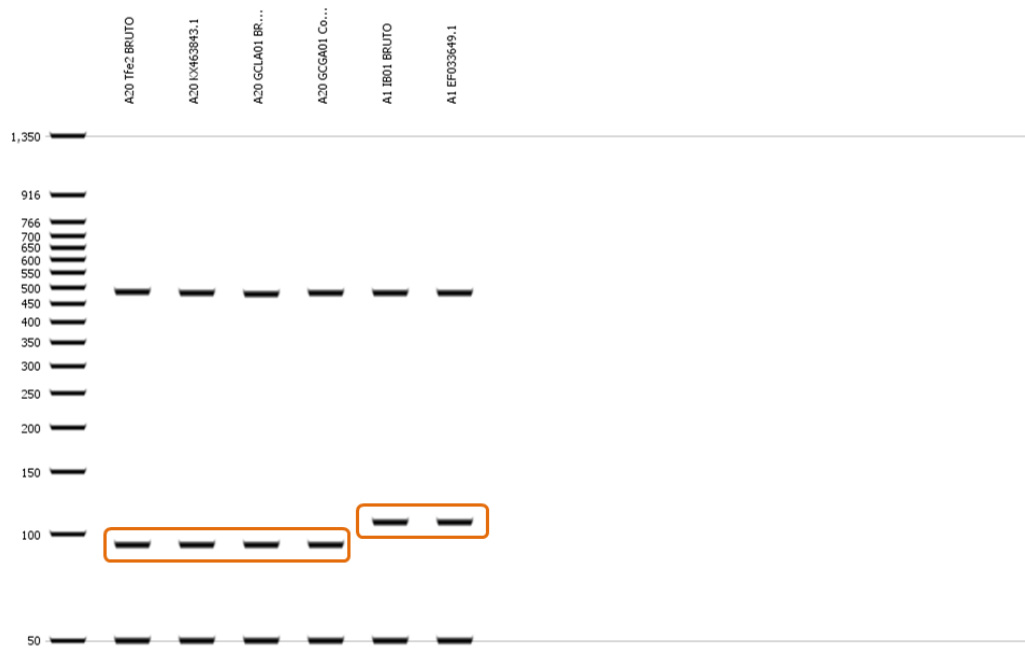 A20 Tfe2 BRUTO
A20 KX463843.1
A20 GCLA01 BR...
A20 GCGA01 Co...
A1 IB01 BRUTO
A1 EF033649.1
1,350
916
766
700
650
600
550
500
450
400
350
300
250
200
150
100
50